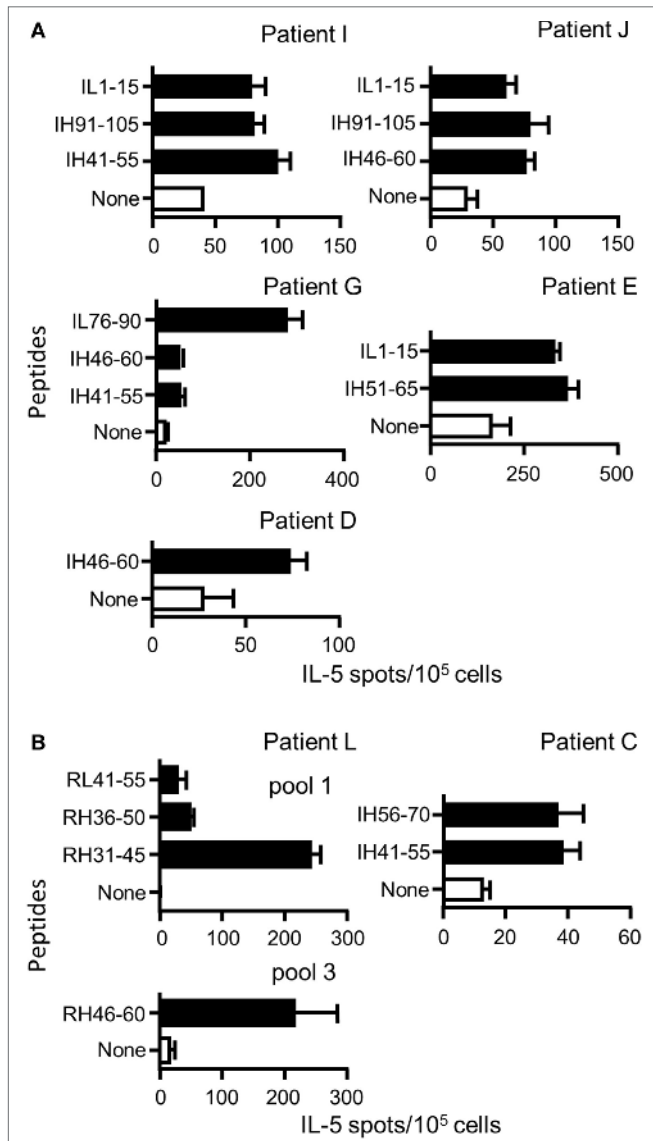 A
Patient I
Patient J
IL1-15
IH91-105
IH41-55
None
0 50 100 150
IL1-15
IH91-105
IH46-60
None
0 50 100 150
Patient G
Patient E
Peptides
IL76-90
IH46-60
IH41-55
None
0 200 400
IL1-15
IH51-65
None
0 250 500
Patient D
IH46-60
None
0 50 100
IL-5 spots/10⁵ cells
B
Patient L
Patient C
pool 1
Peptides
RL41-55
RH36-50
RH31-45
None
0 100 200 300
IH56-70
IH41-55
None
0 20 40 60
pool 3
RH46-60
None
0 100 200 300
IL-5 spots/10⁵ cells